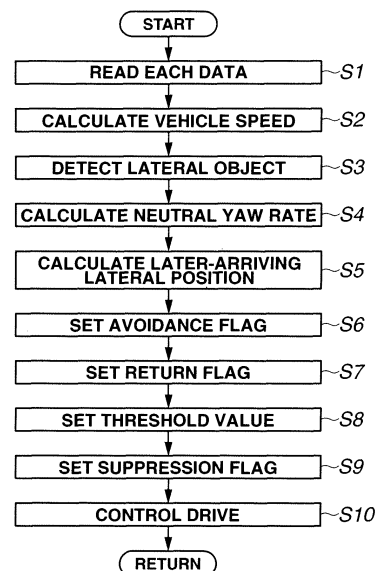 START
READ EACH DATA ~S1
CALCULATE VEHICLE SPEED ~S2
DETECT LATERAL OBJECT ~S3
CALCULATE NEUTRAL YAW RATE ~S4
CALCULATE LATER-ARRIVING
LATERAL POSITION ~S5
SET AVOIDANCE FLAG ~S6
SET RETURN FLAG ~S7
SET THRESHOLD VALUE ~S8
SET SUPPRESSION FLAG ~S9
CONTROL DRIVE ~S10
RETURN